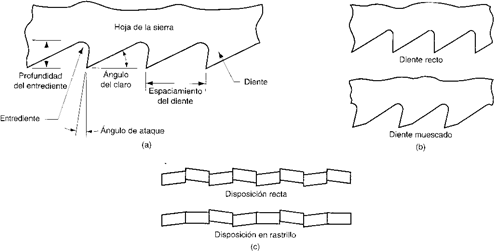 Hoja de la sierra
Profundidad
del entrediente
Ángulo
del claro
Espaciamiento
del diente
Diente
Entrediente
Ángulo de ataque
(a)
Diente recto
Diente muescado
(b)
Disposición recta
Disposición en rastrillo
(c)